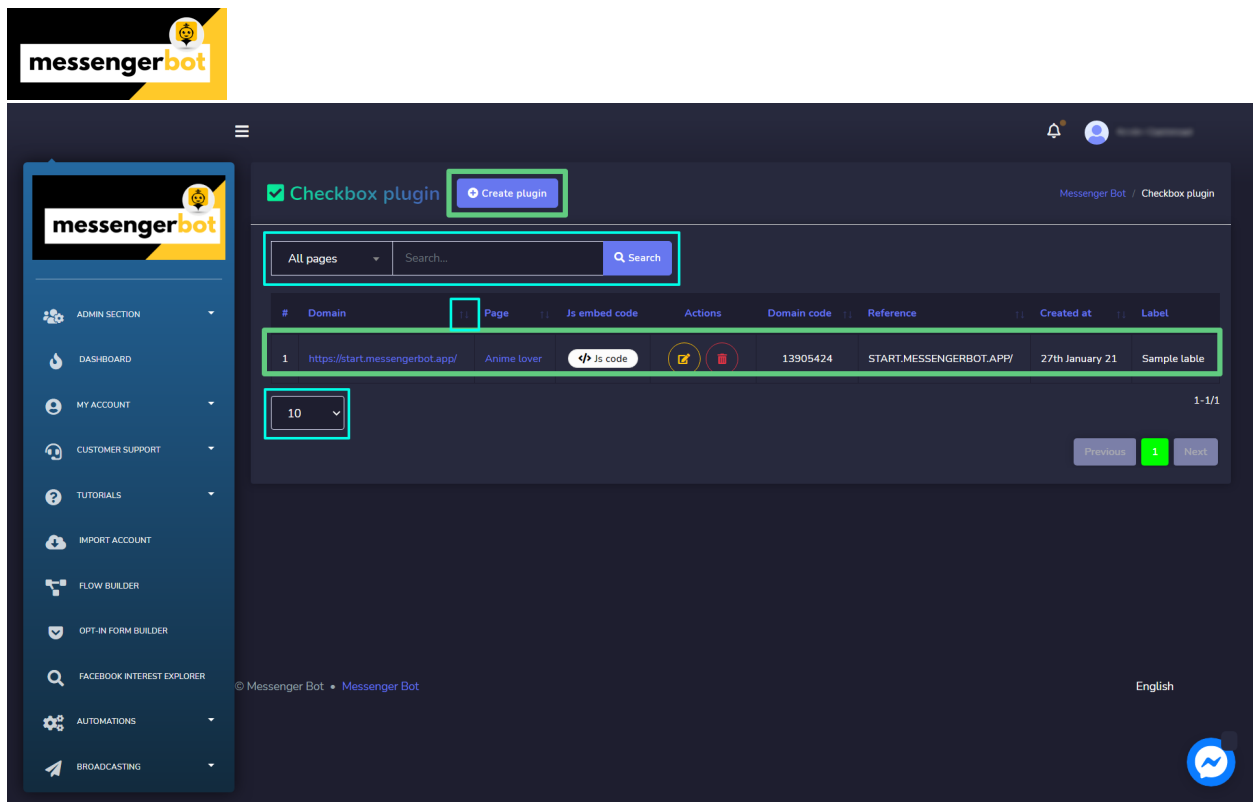 messengerbot
messengerbot
Checkbox plugin
Create plugin
Messenger Bot / Checkbox plugin
All pages
Search...
Search
# Domain Page Js embed code Actions Domain code Reference Created at Label
1 https://start.messengerbot.app/ Anime lover </> Js code 13905424 START.MESSENGERBOT.APP/ 27th January 21 Sample lable
10
1-1/1
Previous 1 Next
ADMIN SECTION
DASHBOARD
MY ACCOUNT
CUSTOMER SUPPORT
TUTORIALS
IMPORT ACCOUNT
FLOW BUILDER
OPT-IN FORM BUILDER
FACEBOOK INTEREST EXPLORER
AUTOMATIONS
BROADCASTING
© Messenger Bot • Messenger Bot
English